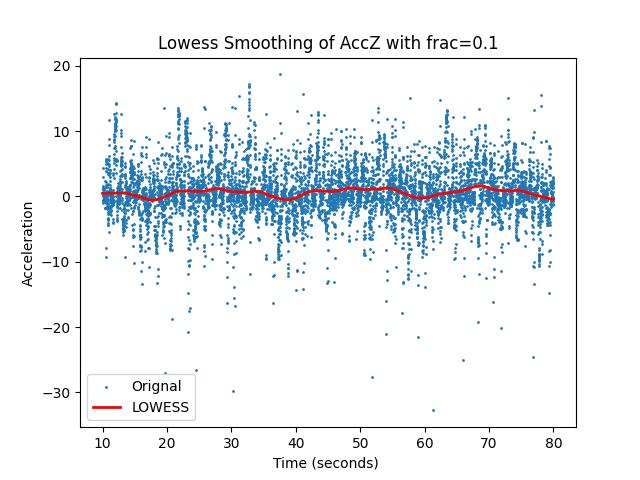 Lowess Smoothing of AccZ with frac=0.1
Acceleration
20
10
0
−10
−20
−30
Orignal
LOWESS
10 20 30 40 50 60 70 80
Time (seconds)